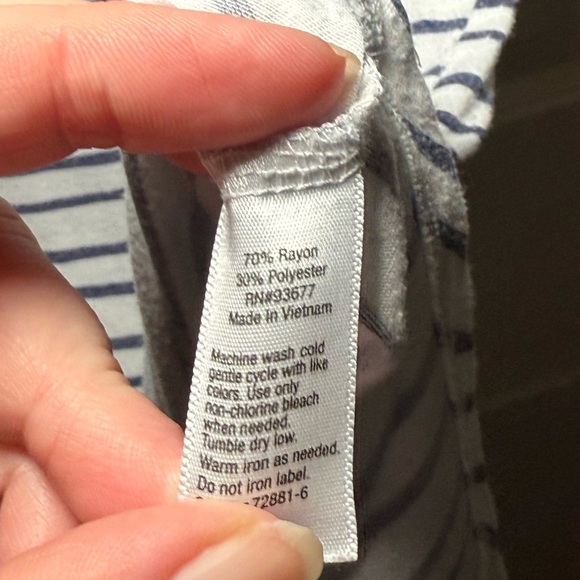 70% Rayon
30% Polyester
RN#93677
Made in Vietnam
Machine wash cold
gentle cycle with like
colors. Use only
non-chlorine bleach
when needed.
Tumble dry low.
Warm iron as needed.
Do not iron label.
72881-6